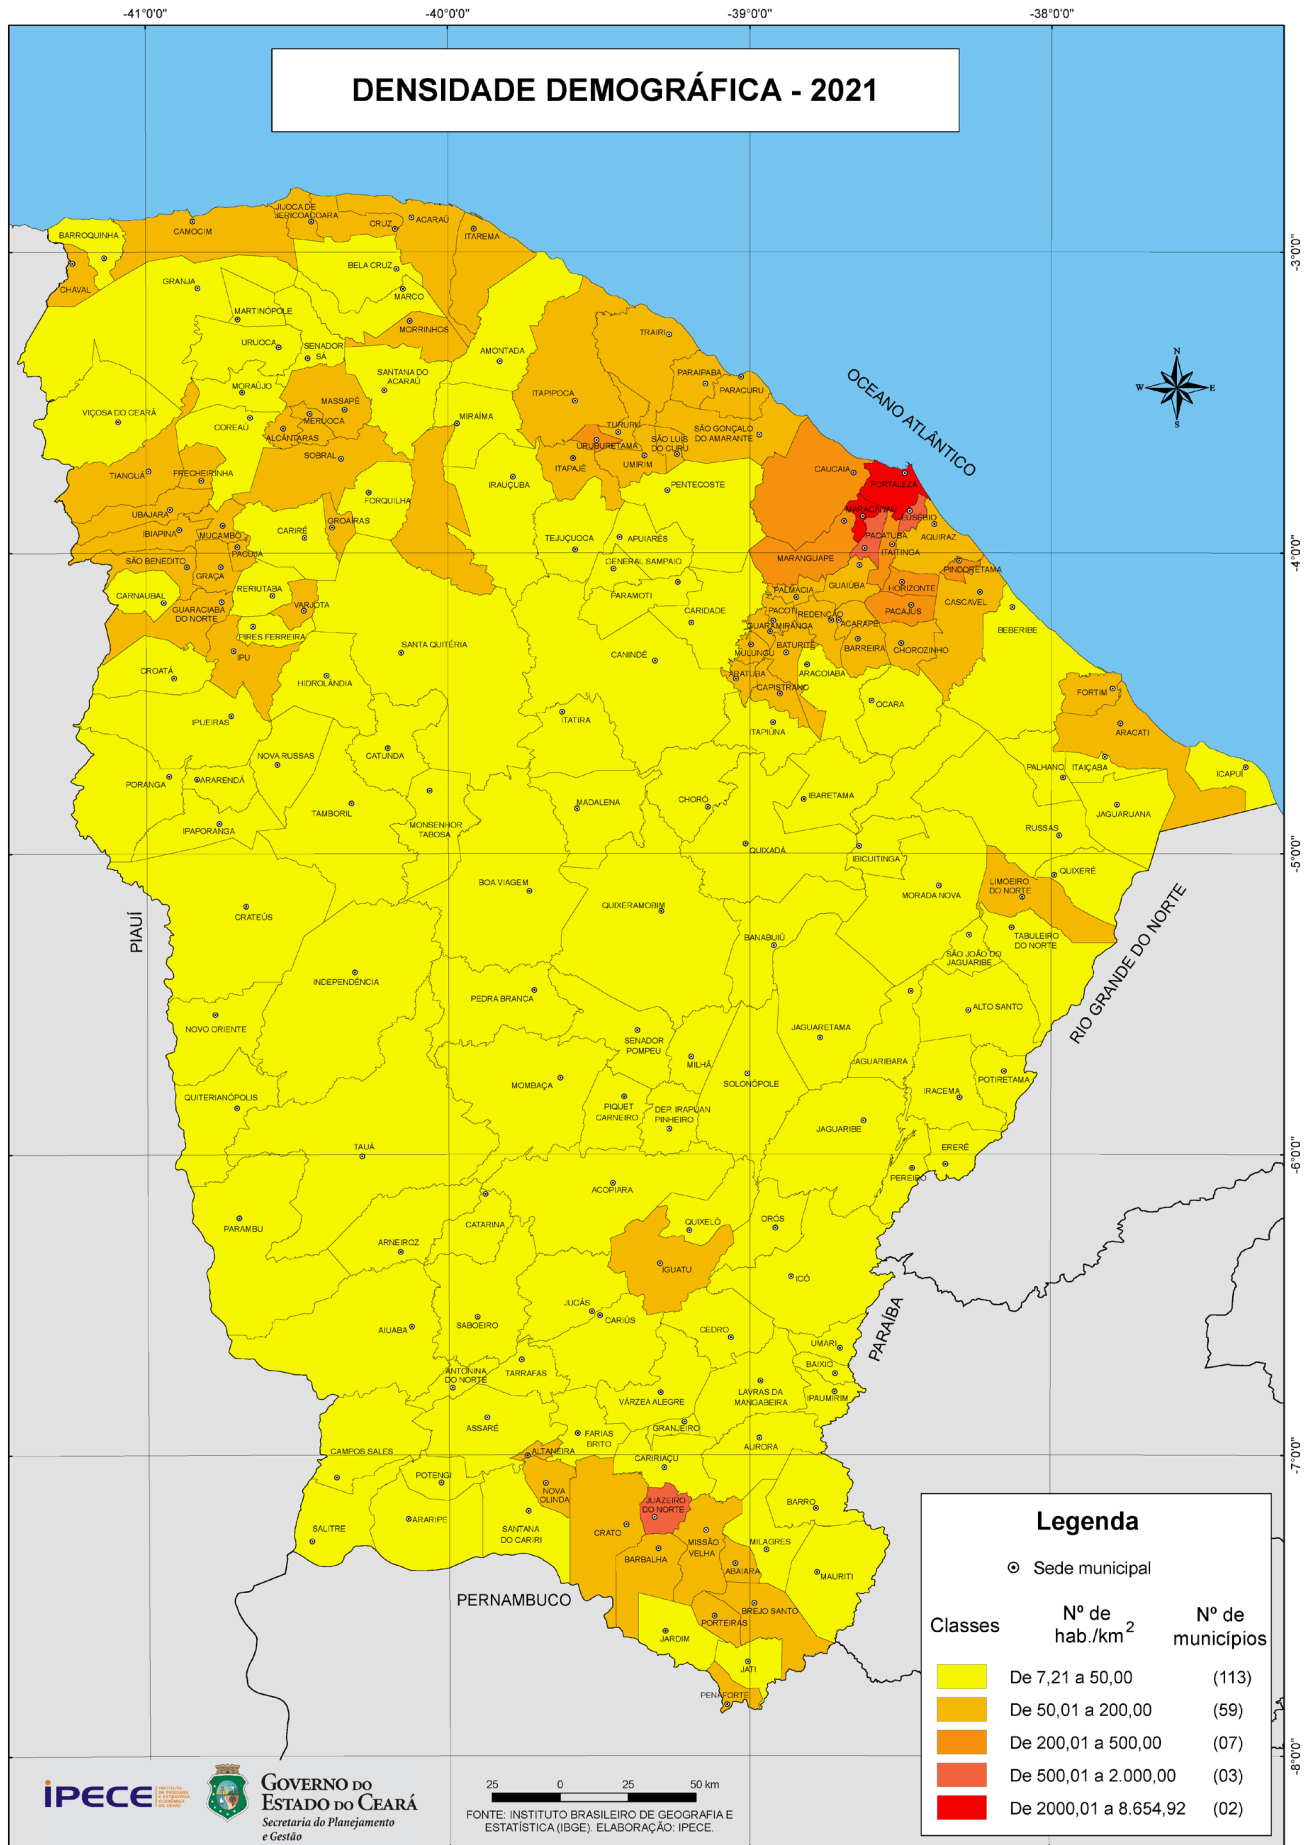 -41°0'0"
-40°0'0"
-39°0'0"
-38°0'0"
DENSIDADE DEMOGRÁFICA - 2021
JIJOCA DE
JERICOACOARA
CRUZ
ACARAÚ
CAMOCIM
ITAREMA
BARROQUINHA
-3°0'0"
CHAVAL
BELA CRUZ
GRANJA
MARCO
MARTINÓPOLE
MORRINHOS
URUOCA
SENADOR
SÁ
TRAIRI
AMONTADA
N
W
E
S
OCEANO ATLÂNTICO
SANTANA DO
ACARAÚ
PARAIPABA
PARACURU
MORAÚJO
MASSAPÊ
ITAPIPOCA
VIÇOSA DO CEARÁ
MERUOCA
MIRAÍMA
COREAÚ
ALCÂNTARAS
TURURU
SÃO GONÇALO
DO AMARANTE
URUBURETAMA
SÃO LUIS
DO CURU
SOBRAL
ITAPAJÉ
UMIRIM
TIANGUÁ
FRECHEIRINHA
CAUCAIA
IRAUÇUBA
PENTECOSTE
FORTALEZA
FORQUILHA
UBAJARA
MARACANAÚ
EUSÉBIO
GROAÍRAS
IBIAPINA
MUCAMBO
CARIRÉ
PACATUBA
AQUIRAZ
TEJUÇUOCA
APUIARÉS
PACUJÁ
ITAITINGA
SÃO BENEDITO
GENERAL SAMPAIO
MARANGUAPE
PINDORETAMA
-4°0'0"
GRAÇA
GUAIÚBA
HORIZONTE
CARNAUBAL
RERIUTABA
PARAMOTI
PALMÁCIA
CASCAVEL
GUARACIABA
DO NORTE
VARJOTA
CARIDADE
PACOTI
REDENÇÃO
PACAJUS
PIRES FERREIRA
GUARAMIRANGA
ACARAPE
BEBERIBE
SANTA QUITÉRIA
BATURITÉ
BARREIRA
CHOROZINHO
IPU
CANINDÉ
MULUNGU
CROATÁ
ARATUBA
ARACOIABA
HIDROLÂNDIA
CAPISTRANO
FORTIM
OCARA
IPUEIRAS
ITATIRA
ITAPIÚNA
ARACATI
NOVA RUSSAS
CATUNDA
PALHANO
ITAIÇABA
ICAPUÍ
PORANGA
ARARENDÁ
IBARETAMA
MADALENA
CHORÓ
TAMBORIL
MONSENHOR
TABOSA
JAGUARUANA
IPAPORANGA
RUSSAS
QUIXADÁ
IBICUITINGA
-5°0'0"
QUIXERÉ
BOA VIAGEM
LIMOEIRO
DO NORTE
MORADA NOVA
QUIXERAMOBIM
CRATEÚS
PIAUÍ
TABULEIRO
DO NORTE
BANABUIÚ
SÃO JOÃO DO
JAGUARIBE
RIO GRANDE DO NORTE
INDEPENDÊNCIA
PEDRA BRANCA
ALTO SANTO
NOVO ORIENTE
SENADOR
POMPEU
JAGUARETAMA
MILHÃ
JAGUARIBARA
POTIRETAMA
MOMBAÇA
SOLONÓPOLE
IRACEMA
QUITERIANÓPOLIS
PIQUET
CARNEIRO
DEP. IRAPUAN
PINHEIRO
JAGUARIBE
TAUÁ
ERERÊ
-6°0'0"
PEREIRO
ACOPIARA
PARAMBU
CATARINA
QUIXELÔ
ORÓS
ARNEIROZ
IGUATU
ICÓ
JUCÁS
CARIÚS
AIUABA
SABOEIRO
CEDRO
PARAÍBA
UMARI
BAIXIO
ANTONINA
DO NORTE
TARRAFAS
IPAUMIRIM
VÁRZEA ALEGRE
LAVRAS DA
MANGABEIRA
ASSARÉ
FARIAS
BRITO
GRANJEIRO
CAMPOS SALES
ALTANEIRA
AURORA
-7°0'0"
CARIRIAÇU
POTENGI
NOVA
OLINDA
JUAZEIRO
DO NORTE
BARRO
SALITRE
ARARIPE
SANTANA
DO CARIRI
CRATO
MISSÃO
VELHA
MILAGRES
BARBALHA
ABAIARA
MAURITI
PERNAMBUCO
BREJO SANTO
PORTEIRAS
JARDIM
JATI
PENAFORTE
-8°0'0"
Legenda
Sede municipal
Classes
Nº de
hab./km²
Nº de
municípios
De 7,21 a 50,00 (113)
De 50,01 a 200,00 (59)
De 200,01 a 500,00 (07)
De 500,01 a 2.000,00 (03)
De 2000,01 a 8.654,92 (02)
iPECE
INSTITUTO
DE PESQUISA
E ESTRATÉGIA
ECONÔMICA
DO CEARÁ
GOVERNO DO
ESTADO DO CEARÁ
Secretaria do Planejamento
e Gestão
25 0 25 50 km
FONTE: INSTITUTO BRASILEIRO DE GEOGRAFIA E
ESTATÍSTICA (IBGE). ELABORAÇÃO: IPECE.